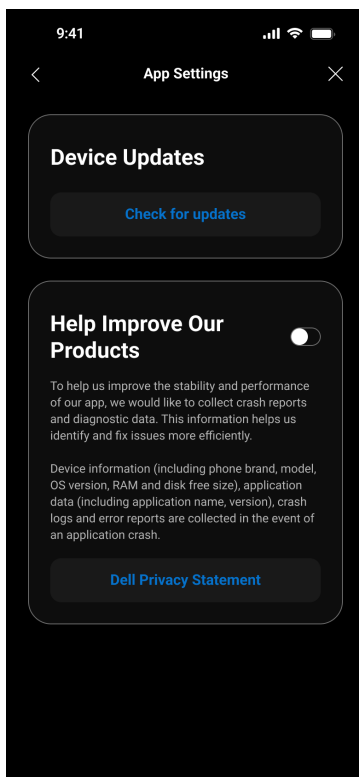 9:41
App Settings
Device Updates
Check for updates
Help Improve Our
Products
To help us improve the stability and performance
of our app, we would like to collect crash reports
and diagnostic data. This information helps us
identify and fix issues more efficiently.
Device information (including phone brand, model,
OS version, RAM and disk free size), application
data (including application name, version), crash
logs and error reports are collected in the event of
an application crash.
Dell Privacy Statement